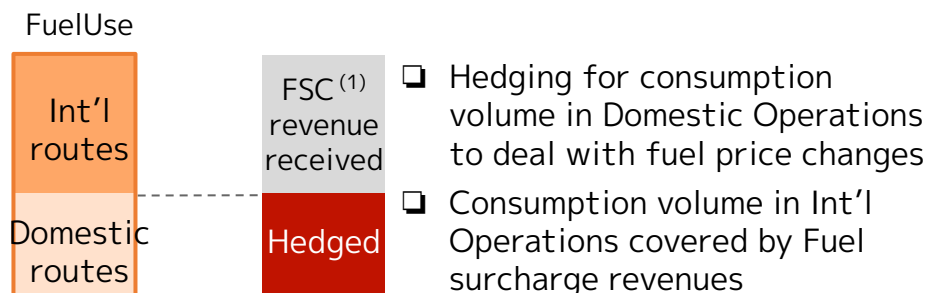 FuelUse
Int'l
routes
Domestic
routes
FSC (1)
revenue
received
Hedged
❏ Hedging for consumption
volume in Domestic Operations
to deal with fuel price changes
❏ Consumption volume in Int'l
Operations covered by Fuel
surcharge revenues